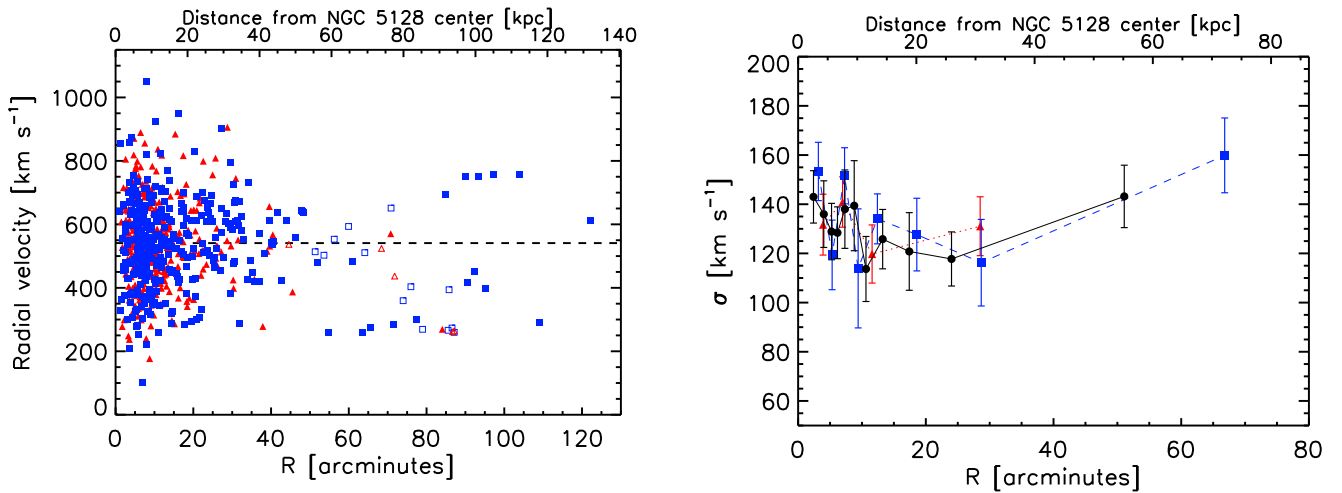 Distance from NGC 5128 center [kpc]
0 20 40 60 80 100 120 140
Radial velocity [km s⁻¹]
1000
800
600
400
200
0
0 20 40 60 80 100 120
R [arcminutes]
Distance from NGC 5128 center [kpc]
0 20 40 60 80
σ [km s⁻¹]
200
180
160
140
120
100
80
60
0 20 40 60 80
R [arcminutes]